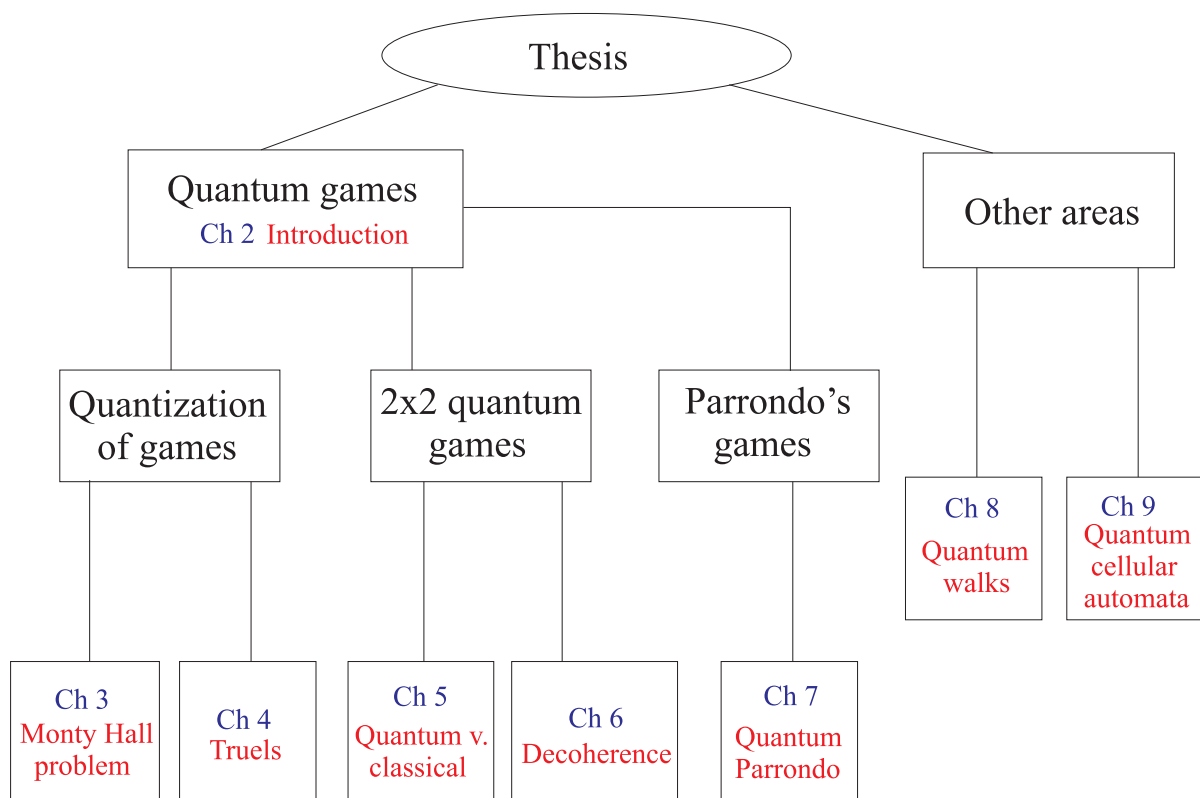 Thesis
Quantum games
Ch 2 Introduction
Other areas
Quantization
of games
2x2 quantum
games
Parrondo’s
games
Ch 8
Quantum
walks
Ch 9
Quantum
cellular
automata
Ch 3
Monty Hall
problem
Ch 4
Truels
Ch 5
Quantum v.
classical
Ch 6
Decoherence
Ch 7
Quantum
Parrondo